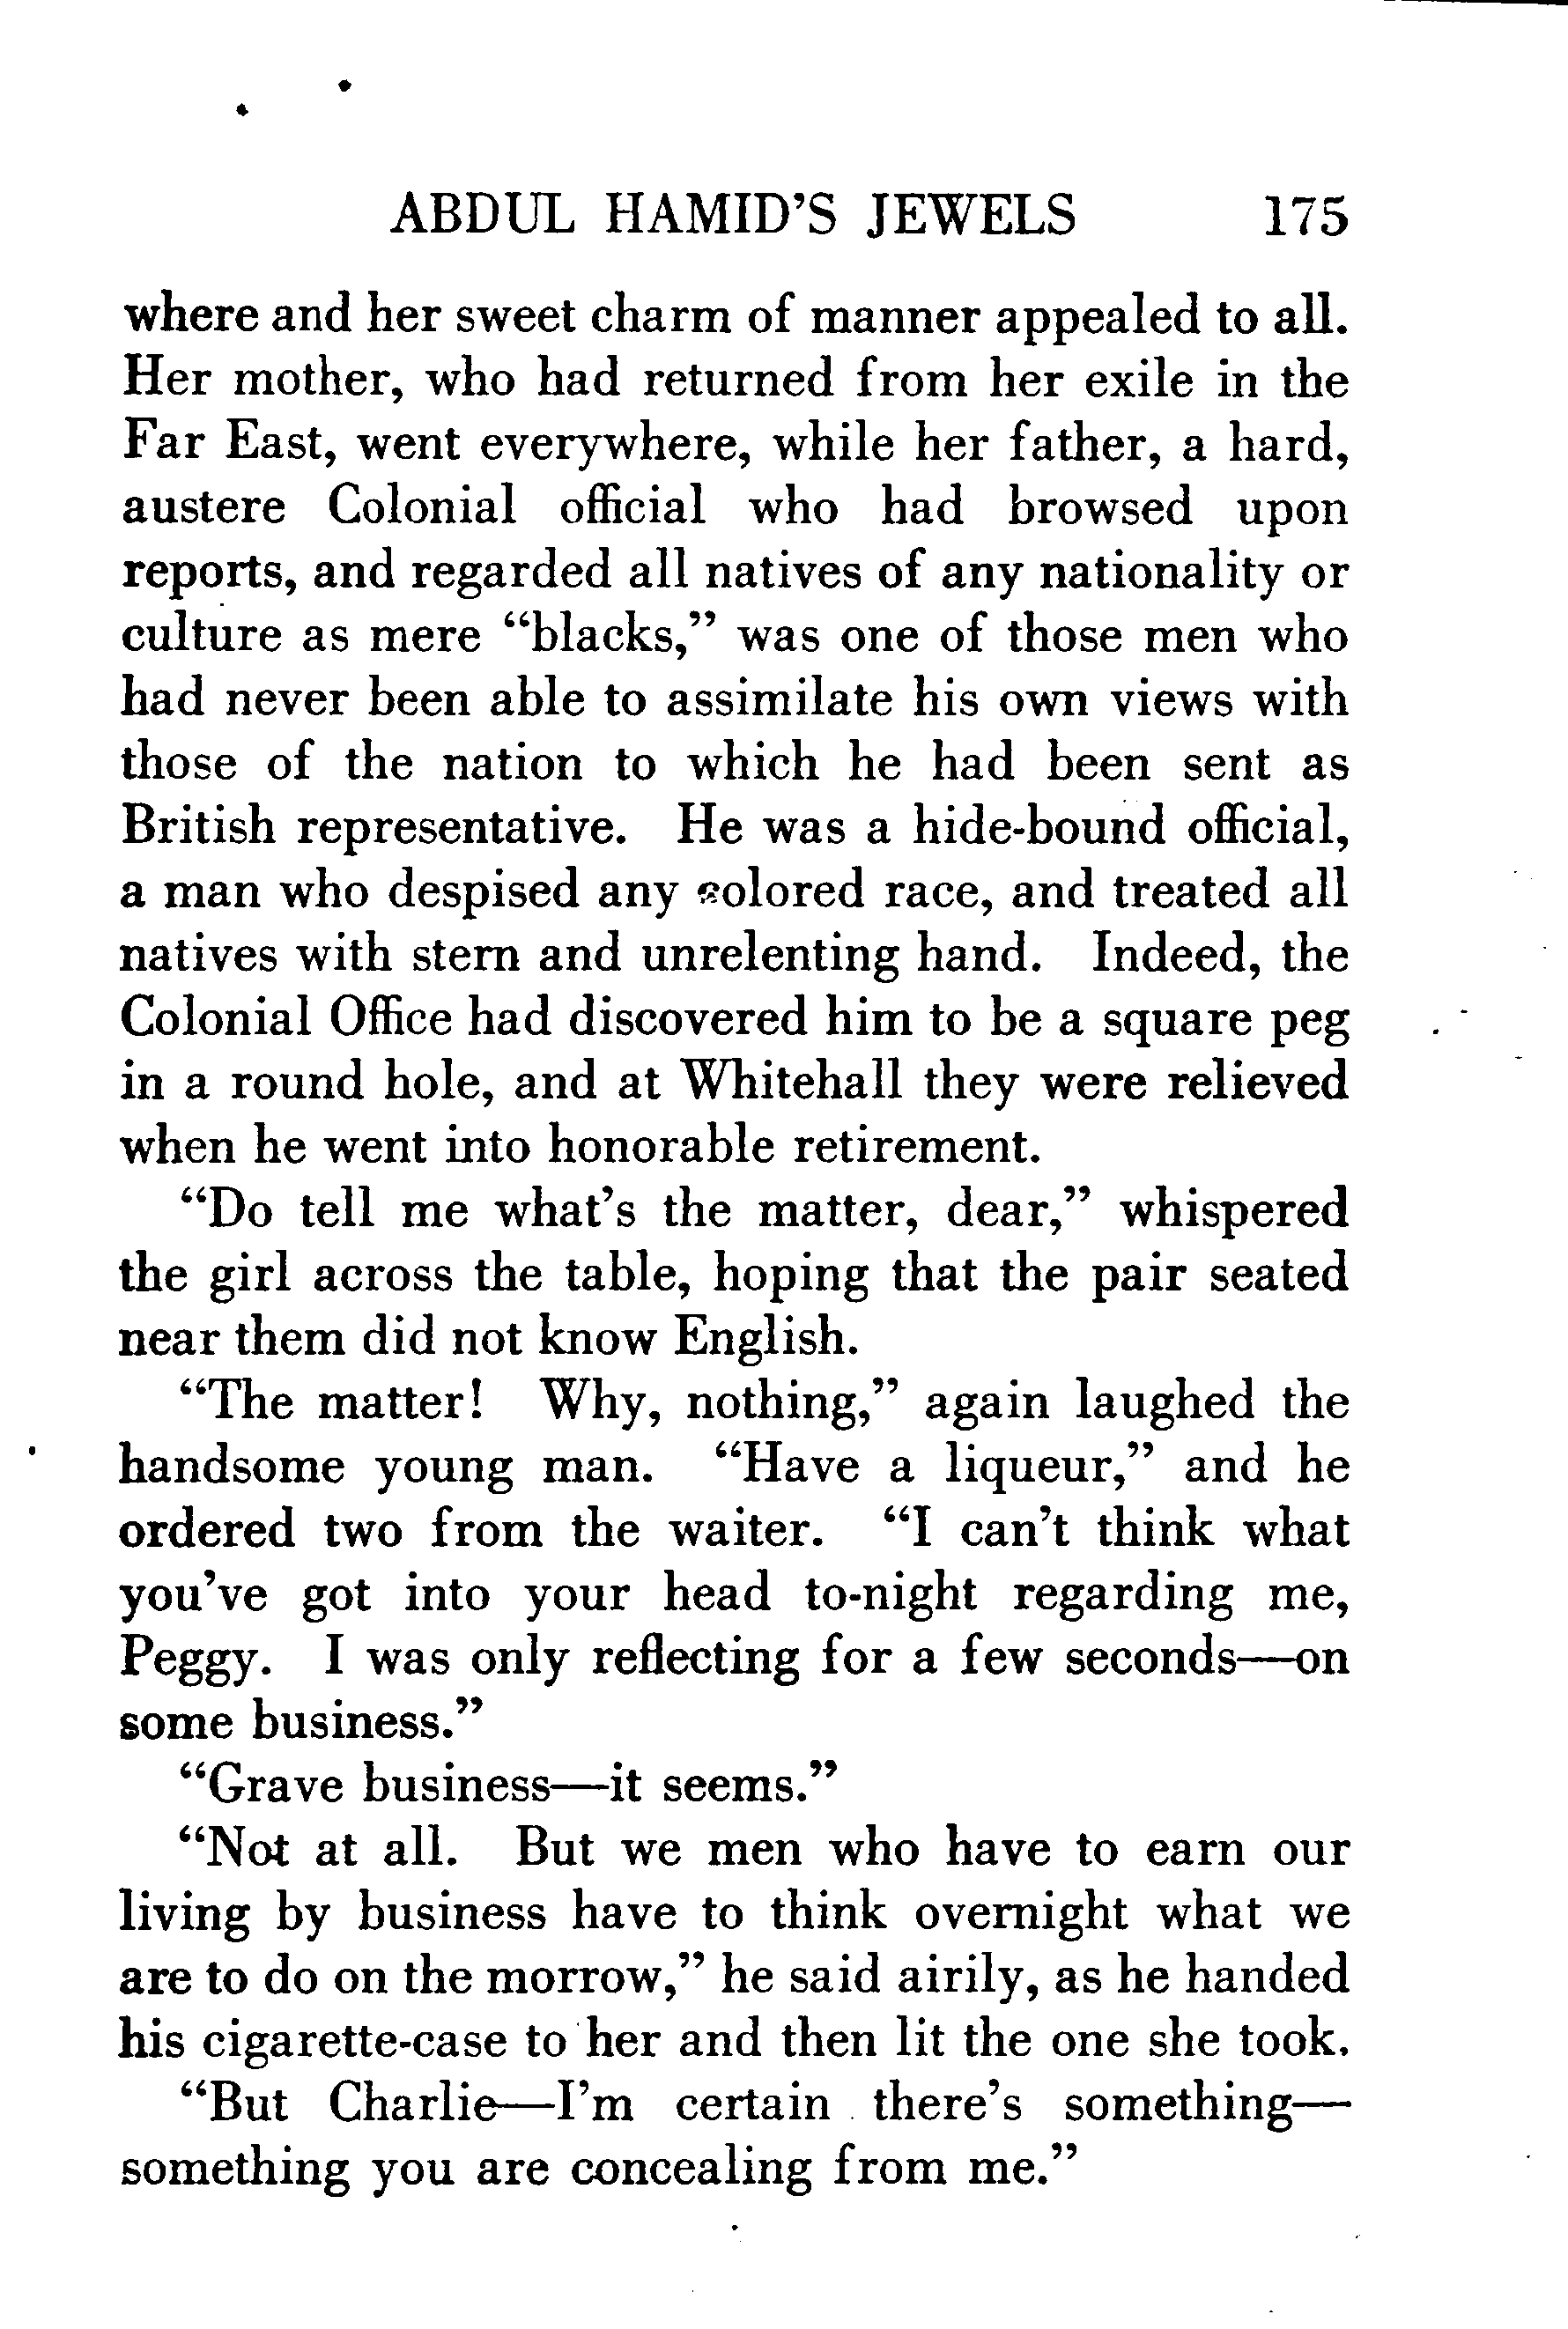 ABDUL HAMID'S JEWELS 175
where and her sweet charm of manner appealed to all.
Her mother, who had returned from her exile in the
Far East, went everywhere, while her father, a hard,
austere Colonial official who had browsed upon
reports, and regarded all natives of any nationality or
culture as mere “blacks,” was one of those men who
had never been able to assimilate his own views with
those of the nation to which he had been sent as
British representative. He was a hide-bound official,
a man who despised any colored race, and treated all
natives with stern and unrelenting hand. Indeed, the
Colonial Office had discovered him to be a square peg
in a round hole, and at Whitehall they were relieved
when he went into honorable retirement.
“Do tell me what's the matter, dear,” whispered
the girl across the table, hoping that the pair seated
near them did not know English.
“The matter! Why, nothing,” again laughed the
handsome young man. “Have a liqueur,” and he
ordered two from the waiter. “I can't think what
you've got into your head to-night regarding me,
Peggy. I was only reflecting for a few seconds—on
some business.”
“Grave business—it seems.”
“Not at all. But we men who have to earn our
living by business have to think overnight what we
are to do on the morrow,” he said airily, as he handed
his cigarette-case to her and then lit the one she took.
“But Charlie—I'm certain there's something—
something you are concealing from me.”